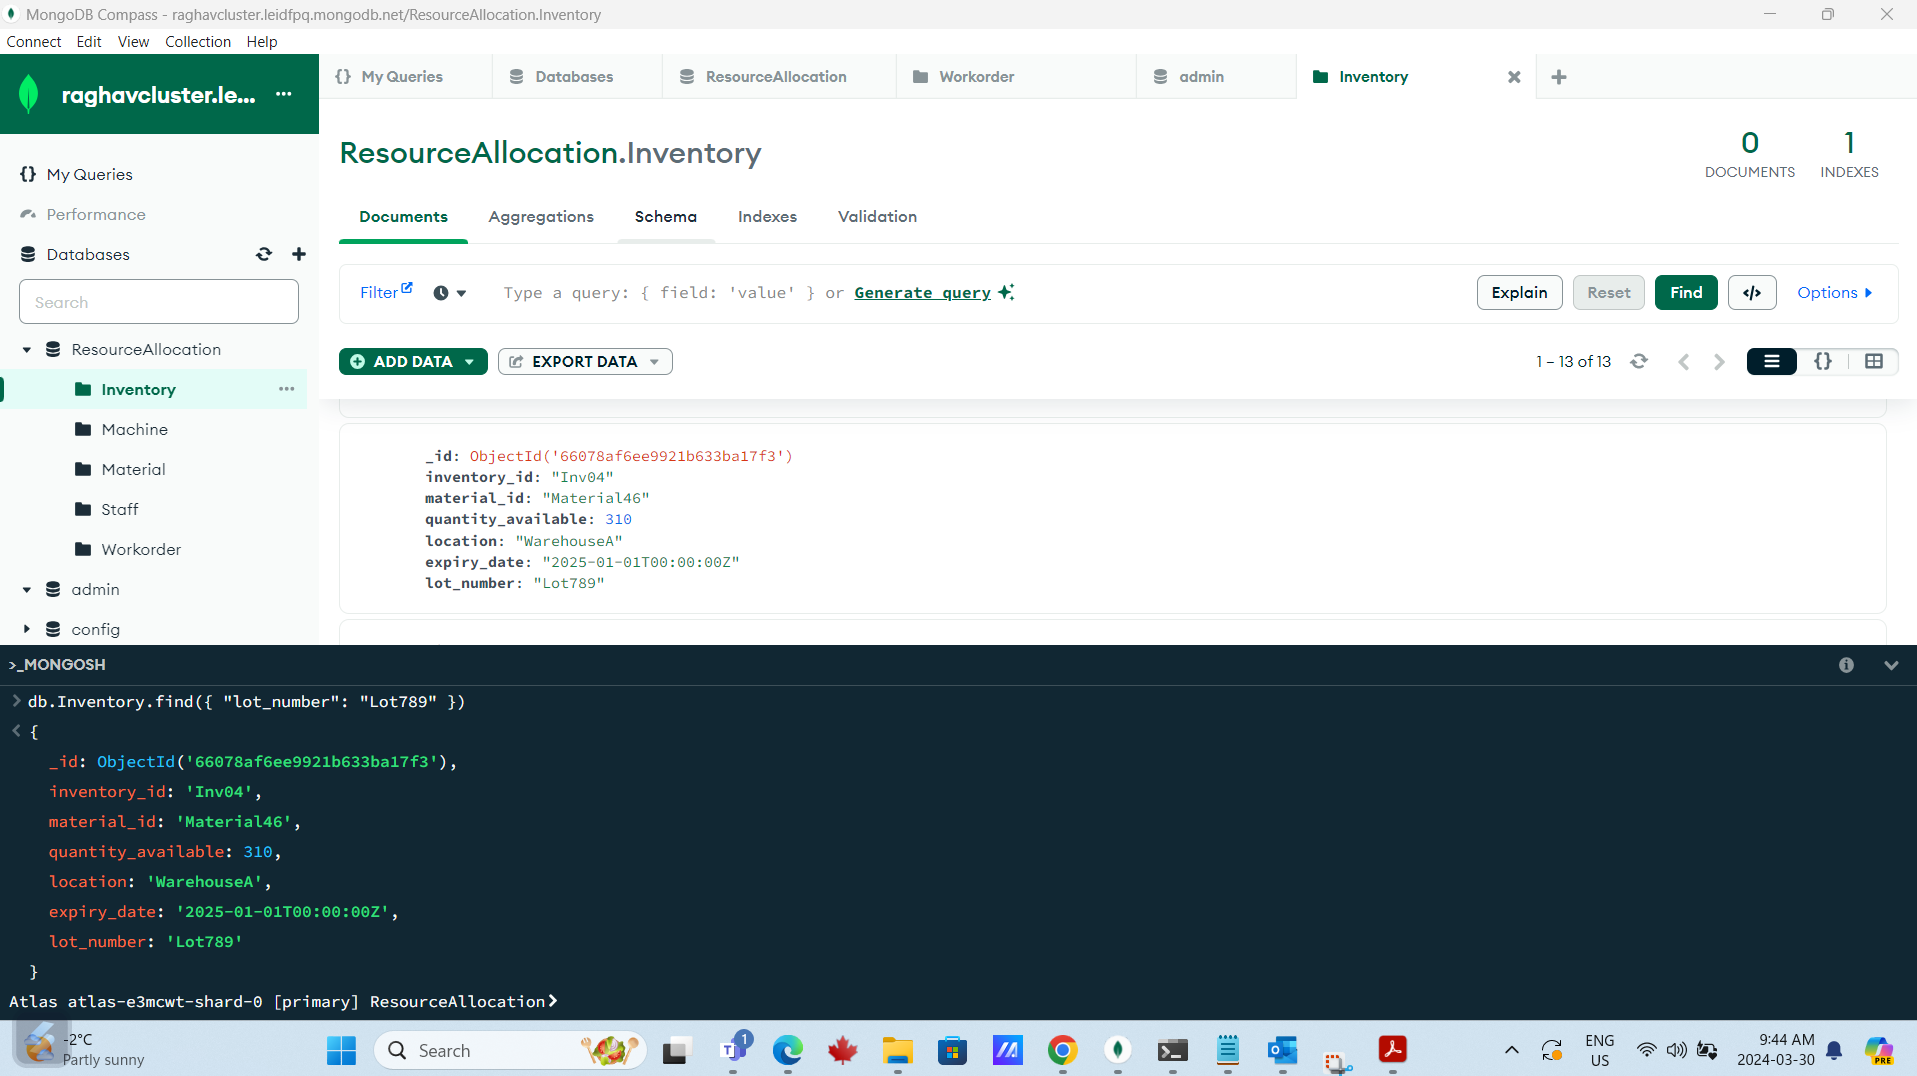 MongoDB Compass - raghavcluster.leidfpq.mongodb.net/ResourceAllocation.Inventory
Connect Edit View Collection Help
raghavcluster.le... ...
My Queries
Databases
ResourceAllocation
Workorder
admin
Inventory
{} My Queries
Performance
Databases
Search
ResourceAllocation
Inventory
Machine
Material
Staff
Workorder
admin
config
ResourceAllocation.Inventory
0
DOCUMENTS
1
INDEXES
Documents Aggregations Schema Indexes Validation
Filter Type a query: { field: 'value' } or Generate query Explain Reset Find </> Options
ADD DATA EXPORT DATA 1 – 13 of 13 {}
_id: ObjectId('66078af6ee9921b633ba17f3')
inventory_id: "Inv04"
material_id: "Material46"
quantity_available: 310
location: "WarehouseA"
expiry_date: "2025-01-01T00:00:00Z"
lot_number: "Lot789"
>_MONGOSH
> db.Inventory.find({ "lot_number": "Lot789" })
< {
_id: ObjectId('66078af6ee9921b633ba17f3'),
inventory_id: 'Inv04',
material_id: 'Material46',
quantity_available: 310,
location: 'WarehouseA',
expiry_date: '2025-01-01T00:00:00Z',
lot_number: 'Lot789'
}
Atlas atlas-e3mcwt-shard-0 [primary] ResourceAllocation>
-2°C
Partly sunny
Search
1
ENG
US
9:44 AM
2024-03-30
PRE